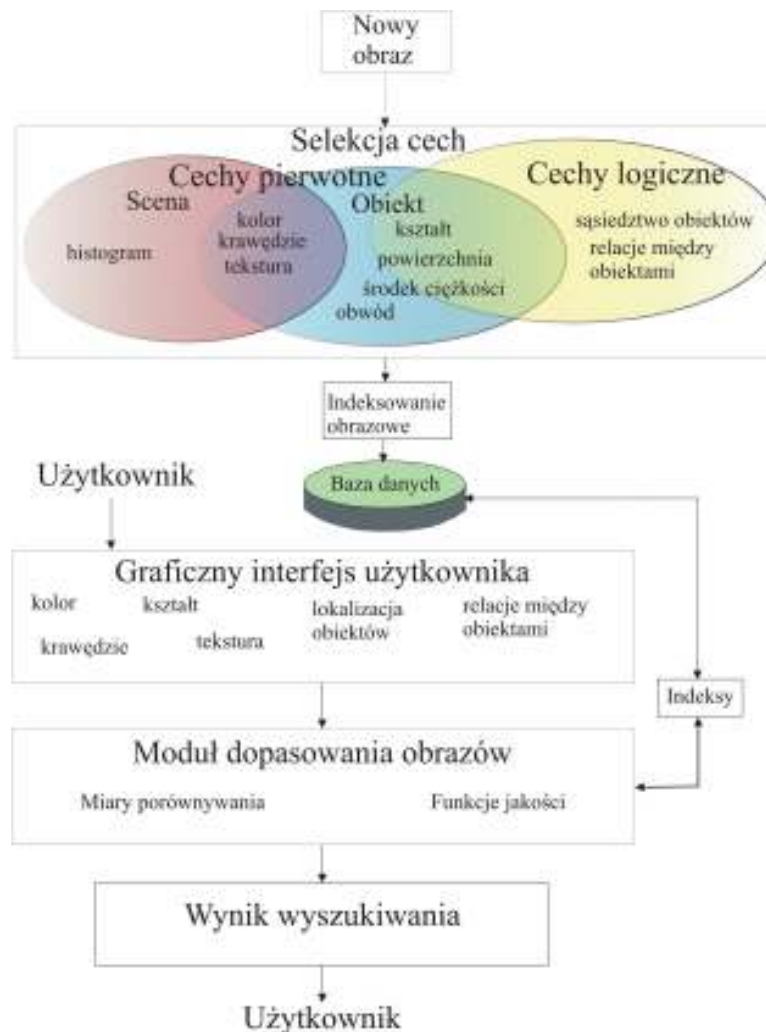 Nowy
obraz
Selekcja cech
Cechy pierwotne
Cechy logiczne
Scena
Obiekt
histogram
kolor
krawędzie
tekstura
kształt
powierzchnia
środek ciężkości
obwód
sąsiedztwo obiektów
relacje między
obiektami
Indeksowanie
obrazowe
Baza danych
Użytkownik
Graficzny interfejs użytkownika
kolor
kształt
lokalizacja
obiektów
relacje między
obiektami
krawędzie
tekstura
Indeksy
Moduł dopasowania obrazów
Miary porównywania
Funkcje jakości
Wynik wyszukiwania
Użytkownik